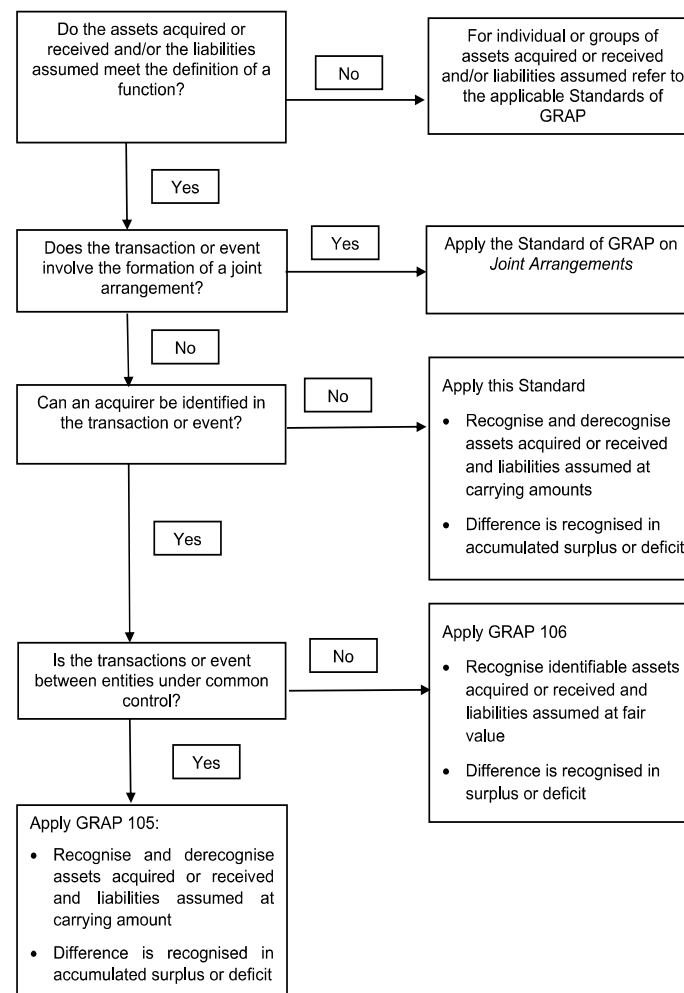 Do the assets acquired or
received and/or the liabilities
assumed meet the definition of a
function?
No
For individual or groups of
assets acquired or received
and/or liabilities assumed refer to
the applicable Standards of
GRAP
Yes
Does the transaction or event
involve the formation of a joint
arrangement?
Yes
Apply the Standard of GRAP on
Joint Arrangements
No
Can an acquirer be identified in
the transaction or event?
No
Apply this Standard
• Recognise and derecognise
assets acquired or received
and liabilities assumed at
carrying amounts
• Difference is recognised in
accumulated surplus or deficit
Yes
Is the transactions or event
between entities under common
control?
No
Apply GRAP 106
• Recognise identifiable assets
acquired or received and
liabilities assumed at fair
value
• Difference is recognised in
surplus or deficit
Yes
Apply GRAP 105:
• Recognise and derecognise
assets acquired or received
and liabilities assumed at
carrying amount
• Difference is recognised in
accumulated surplus or deficit